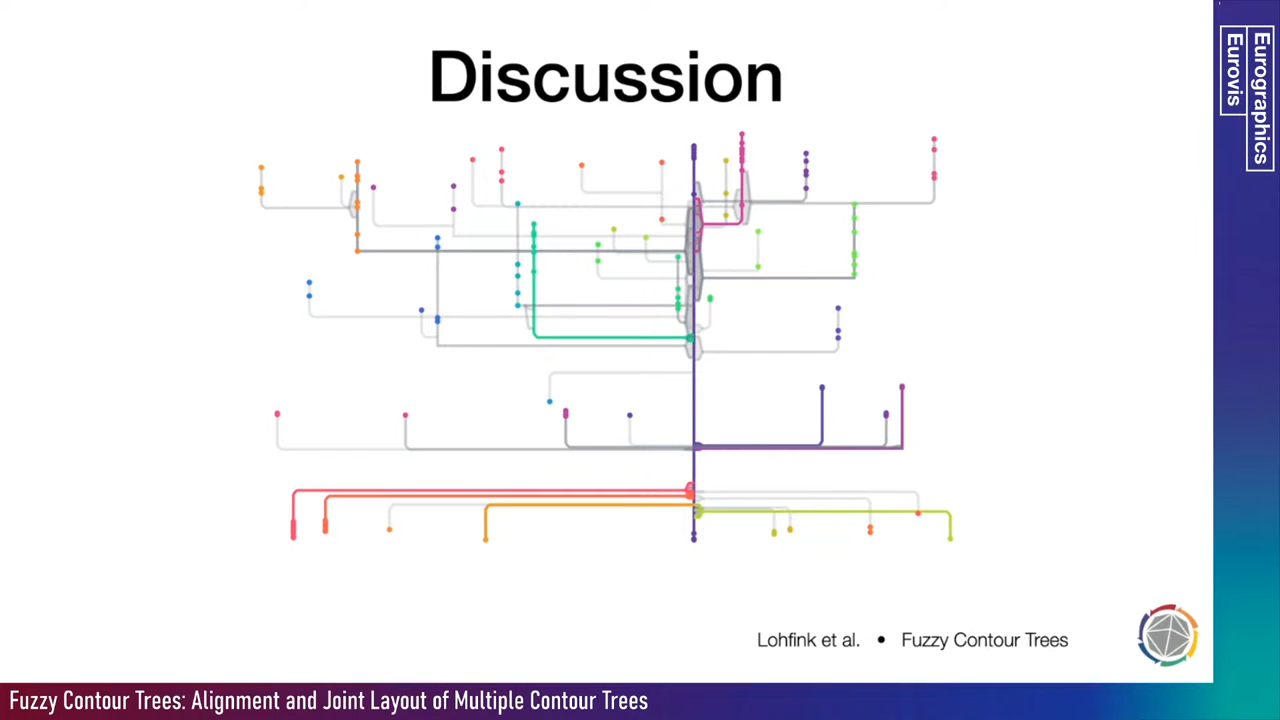 Discussion
Eurographics
Eurovis
Lohfink et al. • Fuzzy Contour Trees
Fuzzy Contour Trees: Alignment and Joint Layout of Multiple Contour Trees